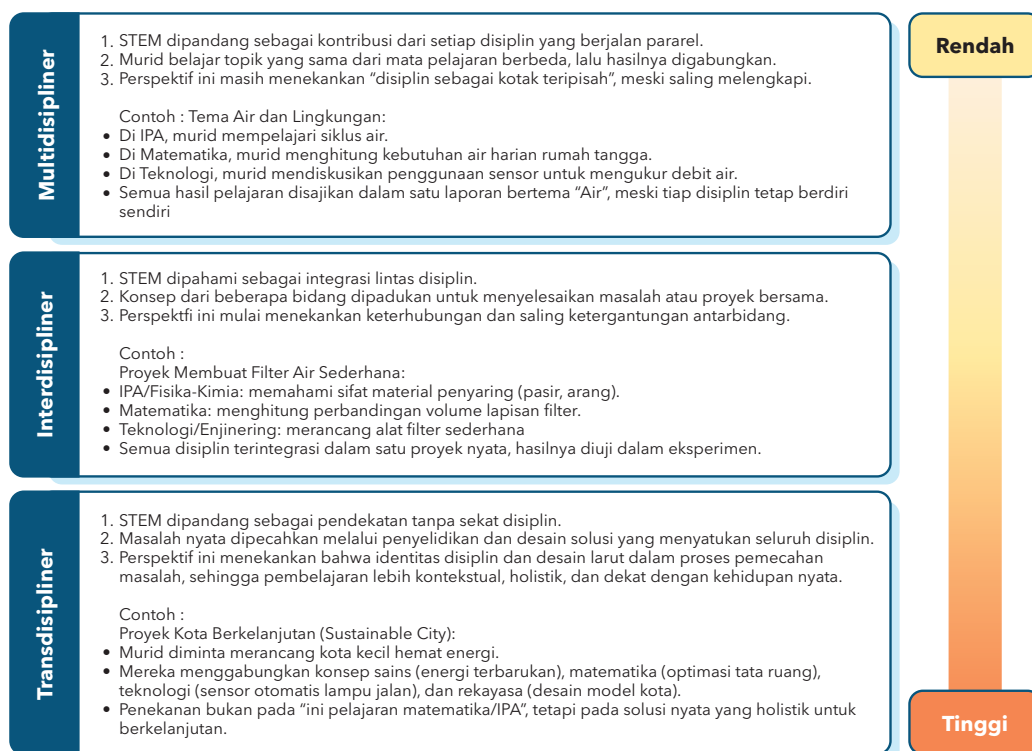 Multidisipliner
1. STEM dipandang sebagai kontribusi dari setiap disiplin yang berjalan pararel.
2. Murid belajar topik yang sama dari mata pelajaran berbeda, lalu hasilnya digabungkan.
3. Perspektif ini masih menekankan “disiplin sebagai kotak teripisah”, meski saling melengkapi.
Contoh : Tema Air dan Lingkungan:
• Di IPA, murid mempelajari siklus air.
• Di Matematika, murid menghitung kebutuhan air harian rumah tangga.
• Di Teknologi, murid mendiskusikan penggunaan sensor untuk mengukur debit air.
• Semua hasil pelajaran disajikan dalam satu laporan bertema “Air”, meski tiap disiplin tetap berdiri
sendiri
Rendah
Interdisipliner
1. STEM dipahami sebagai integrasi lintas disiplin.
2. Konsep dari beberapa bidang dipadukan untuk menyelesaikan masalah atau proyek bersama.
3. Perspektfi ini mulai menekankan keterhubungan dan saling ketergantungan antarbidang.
Contoh :
Proyek Membuat Filter Air Sederhana:
• IPA/Fisika-Kimia: memahami sifat material penyaring (pasir, arang).
• Matematika: menghitung perbandingan volume lapisan filter.
• Teknologi/Enjinering: merancang alat filter sederhana
• Semua disiplin terintegrasi dalam satu proyek nyata, hasilnya diuji dalam eksperimen.
Transdisipliner
1. STEM dipandang sebagai pendekatan tanpa sekat disiplin.
2. Masalah nyata dipecahkan melalui penyelidikan dan desain solusi yang menyatukan seluruh disiplin.
3. Perspektif ini menekankan bahwa identitas disiplin dan desain larut dalam proses pemecahan
masalah, sehingga pembelajaran lebih kontekstual, holistik, dan dekat dengan kehidupan nyata.
Contoh :
Proyek Kota Berkelanjutan (Sustainable City):
• Murid diminta merancang kota kecil hemat energi.
• Mereka menggabungkan konsep sains (energi terbarukan), matematika (optimasi tata ruang),
teknologi (sensor otomatis lampu jalan), dan rekayasa (desain model kota).
• Penekanan bukan pada “ini pelajaran matematika/IPA”, tetapi pada solusi nyata yang holistik untuk
berkelanjutan.
Tinggi